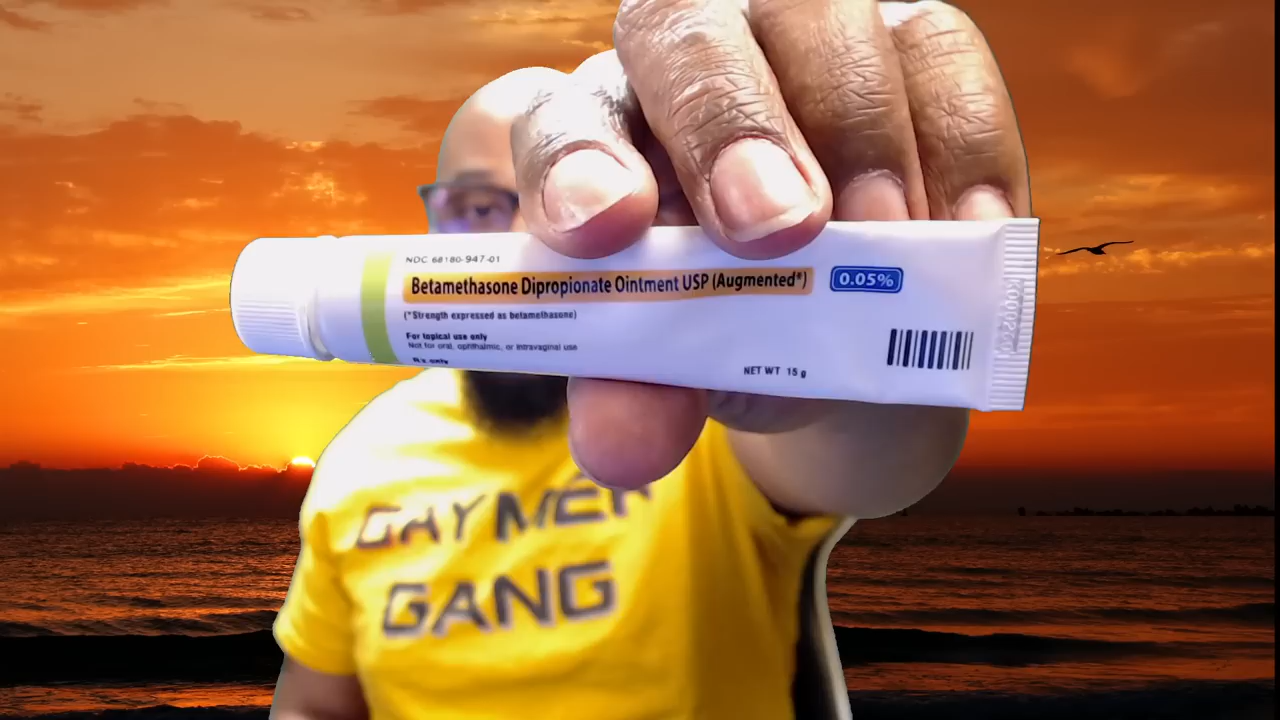 NDC 68180-947-01
Betamethasone Dipropionate Ointment USP (Augmented*)
0.05%
(*Strength expressed as betamethasone)
For topical use only
Not for oral, ophthalmic, or intravaginal use
Rx only
NET WT 15 g
GAYMER
GANG